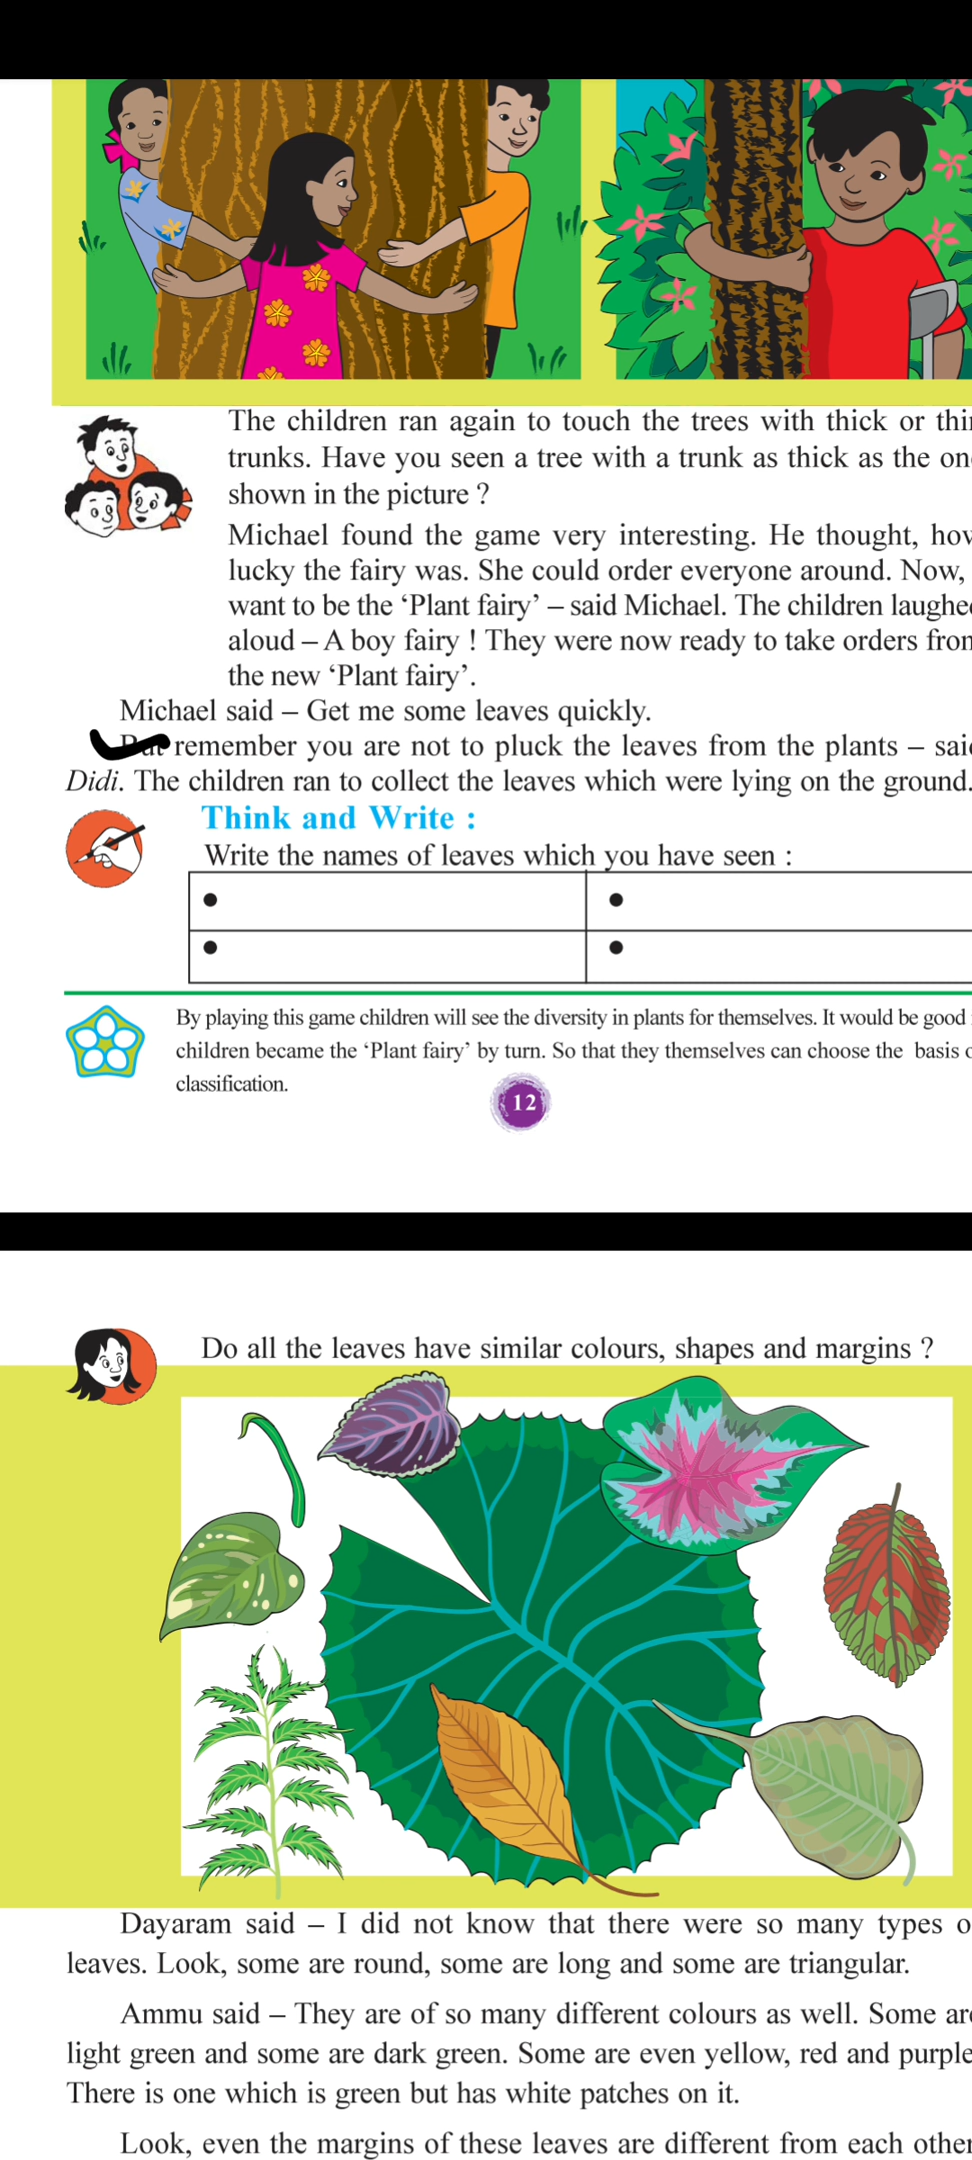 The children ran again to touch the trees with thick or thi
trunks. Have you seen a tree with a trunk as thick as the on
shown in the picture ?
Michael found the game very interesting. He thought, how
lucky the fairy was. She could order everyone around. Now,
want to be the ‘Plant fairy’ – said Michael. The children laughe
aloud – A boy fairy ! They were now ready to take orders from
the new ‘Plant fairy’.
Michael said – Get me some leaves quickly.
remember you are not to pluck the leaves from the plants – sai
Didi. The children ran to collect the leaves which were lying on the ground.
Think and Write :
Write the names of leaves which you have seen :
By playing this game children will see the diversity in plants for themselves. It would be good
children became the ‘Plant fairy’ by turn. So that they themselves can choose the basis o
classification.
12
Do all the leaves have similar colours, shapes and margins ?
Dayaram said – I did not know that there were so many types o
leaves. Look, some are round, some are long and some are triangular.
Ammu said – They are of so many different colours as well. Some are
light green and some are dark green. Some are even yellow, red and purple
There is one which is green but has white patches on it.
Look, even the margins of these leaves are different from each other